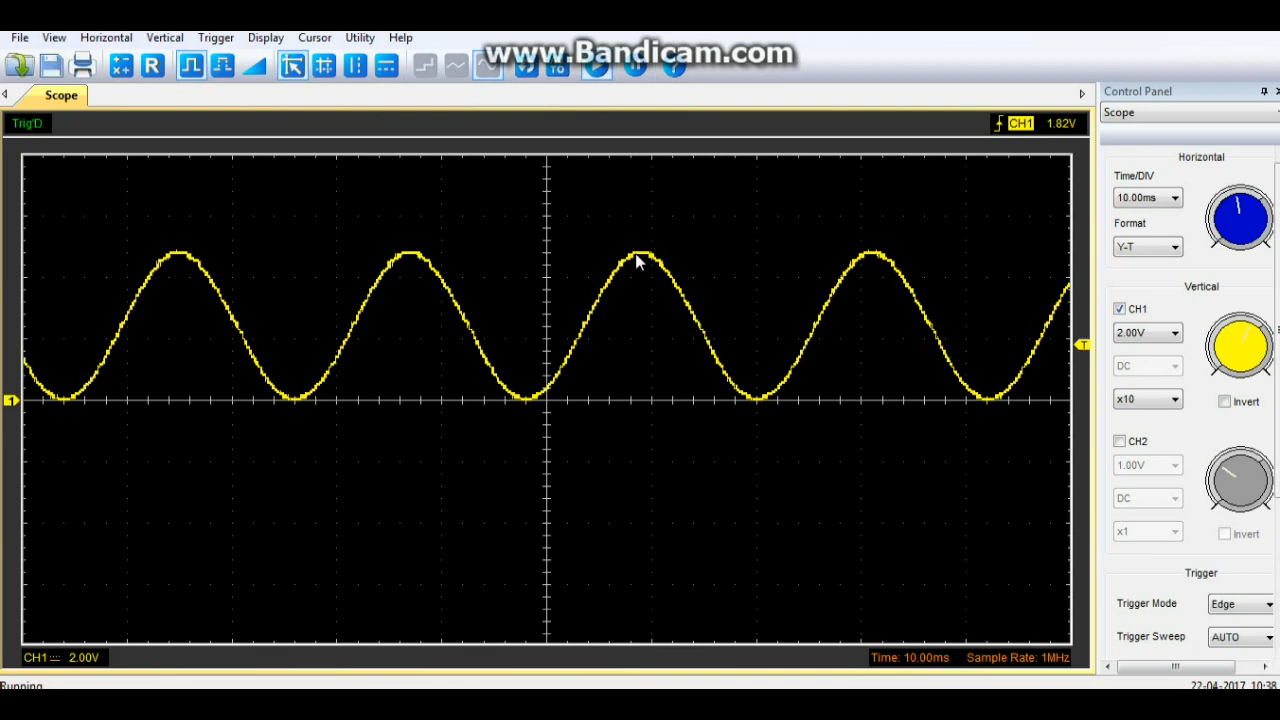 www.Bandicam.com
File View Horizontal Vertical Trigger Display Cursor Utility Help
R
TO
?
Scope
Control Panel
Scope
Trig'D
CH1 1.82V
Horizontal
Time/DIV
10.00ms
Format
Y-T
Vertical
CH1
2.00V
T
DC
1
x10
Invert
CH2
1.00V
DC
x1
Invert
Trigger
Trigger Mode Edge
Trigger Sweep AUTO
CH1 2.00V
Time: 10.00ms Sample Rate: 1MHz
Running
22-04-2017 10:38